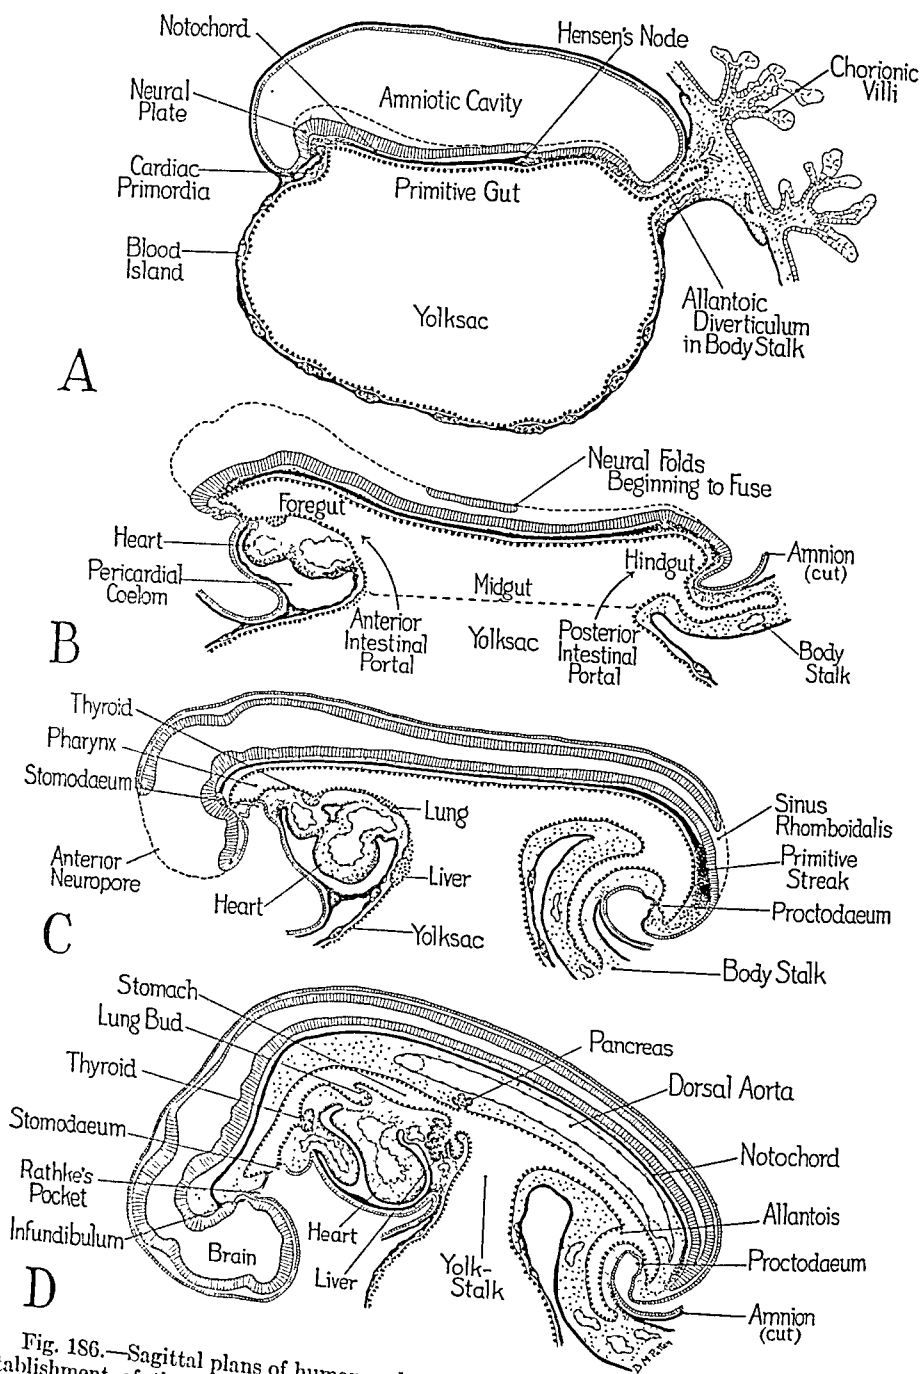 Notochord
Hensen's Node
Chorionic
Villi
Neural
Plate
Amniotic Cavity
Cardiac
Primordia
Primitive Gut
Blood
Island
Yolksac
Allantoic
Diverticulum
in Body Stalk
A
Neural Folds
Beginning to Fuse
Foregut
Heart
Hindgut
Amnion
(cut)
Pericardial
Coelom
Midgut
Anterior
Intestinal
Portal
Yolksac
Posterior
Intestinal
Portal
Body
Stalk
B
Thyroid
Pharynx
Stomodaeum
Lung
Sinus
Rhomboidalis
Anterior
Neuropore
Primitive
Streak
Liver
Heart
Proctodaeum
Yolksac
C
Body Stalk
Stomach
Lung Bud
Pancreas
Thyroid
Dorsal Aorta
Stomodaeum
Notochord
Rathke's
Pocket
Allantois
Infundibulum
Brain
Heart
Proctodaeum
Liver
Yolk-
Stalk
Amnion
(cut)
D
Fig. 186.—Sagittal plans of human